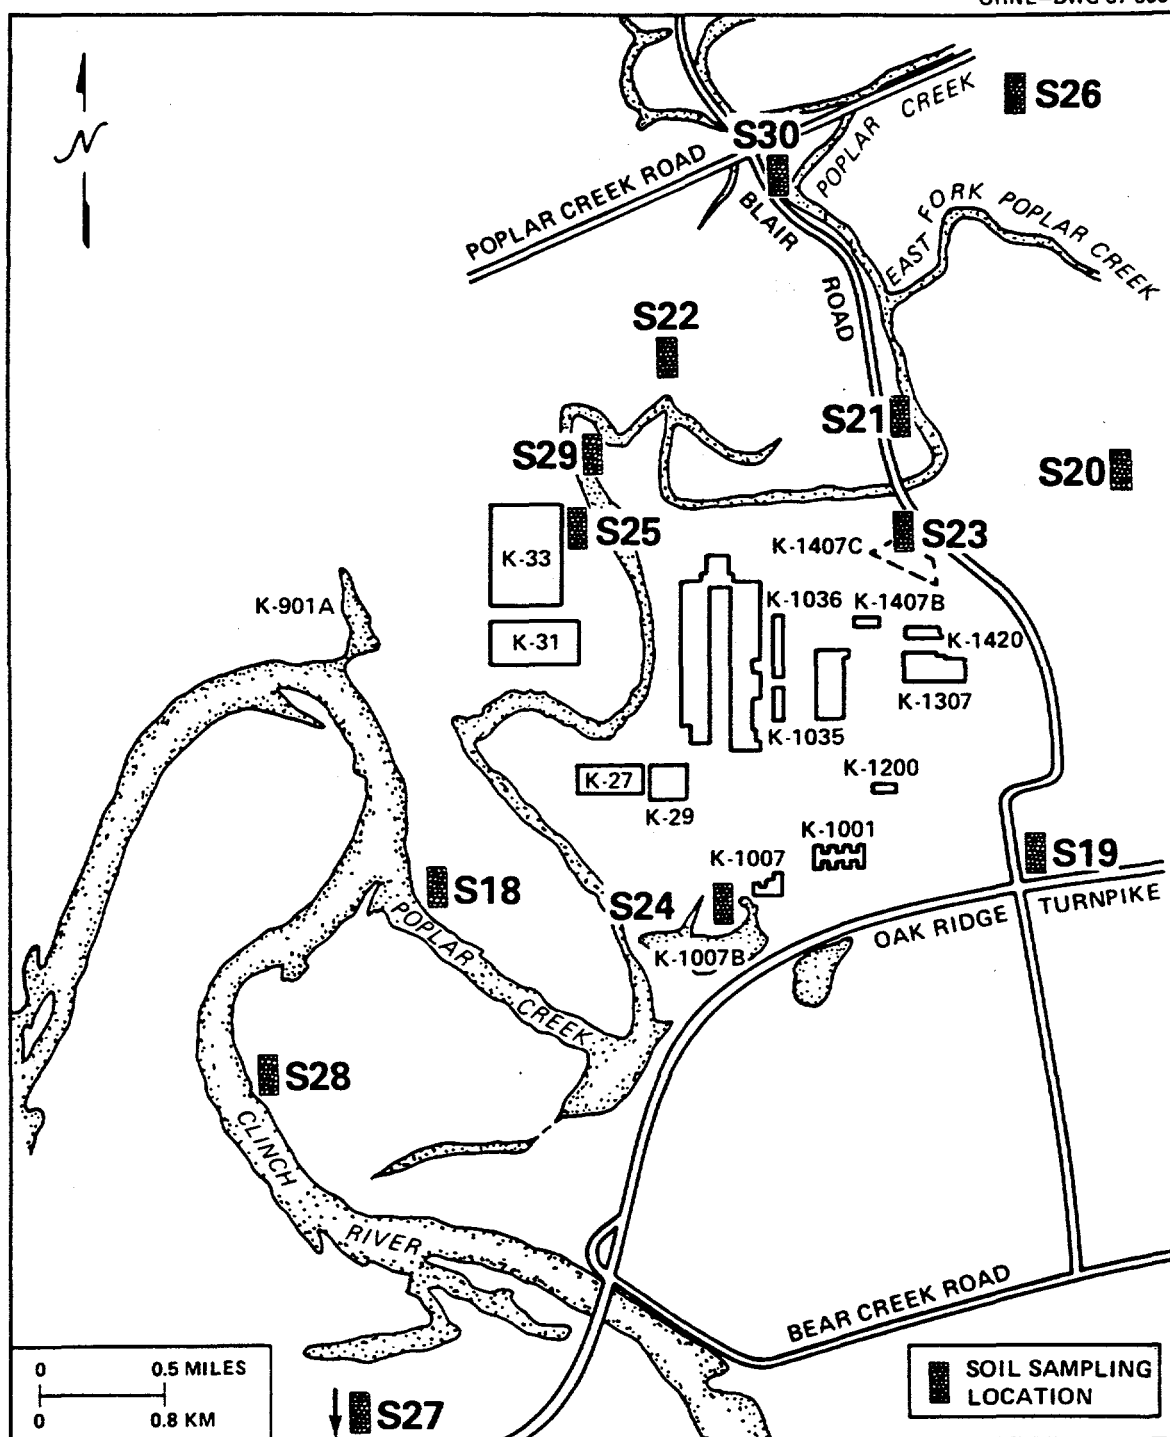 N
S26
S30
POPLAR CREEK
POPLAR CREEK ROAD
POPLAR
BLAIR
ROAD
EAST FORK POPLAR CREEK
S22
S21
S29
S20
S25
S23
K-33
K-1407C
K-901A
K-1036
K-1407B
K-31
K-1420
K-1307
K-1035
K-27
K-29
K-1200
K-1001
K-1007
S19
S18
S24
OAK RIDGE TURNPIKE
POPLAR
CREEK
K-1007B
S28
CLINCH
RIVER
BEAR CREEK ROAD
0 0.5 MILES
0 0.8 KM
S27
SOIL SAMPLING
LOCATION